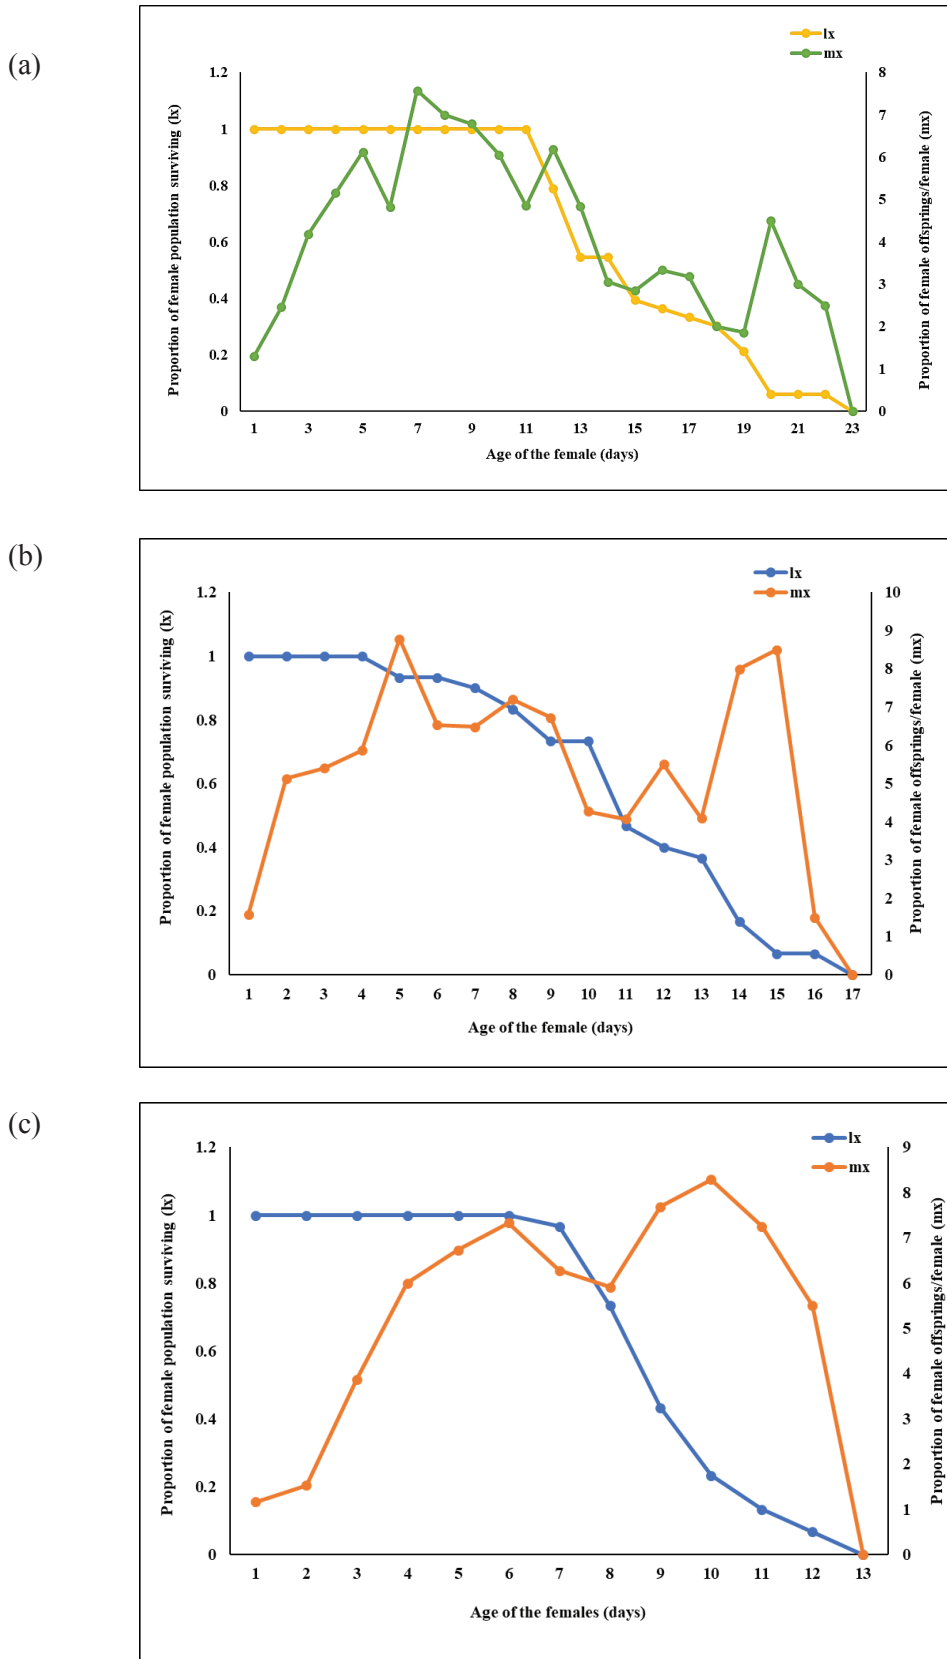 (a)
lx
mx
Proportion of female population surviving (lx)
1.2
1
0.8
0.6
0.4
0.2
0
8
7
6
5
4
3
2
1
0
Proportion of female offsprings/female (mx)
1 3 5 7 9 11 13 15 17 19 21 23
Age of the female (days)
(b)
lx
mx
Proportion of female population surviving (lx)
1.2
1
0.8
0.6
0.4
0.2
0
10
9
8
7
6
5
4
3
2
1
0
Proportion of female offsprings/female (mx)
1 2 3 4 5 6 7 8 9 10 11 12 13 14 15 16 17
Age of the female (days)
(c)
lx
mx
Proportion of female population surviving (lx)
1.2
1
0.8
0.6
0.4
0.2
0
9
8
7
6
5
4
3
2
1
0
Proportion of female offsprings/female (mx)
1 2 3 4 5 6 7 8 9 10 11 12 13
Age of the females (days)